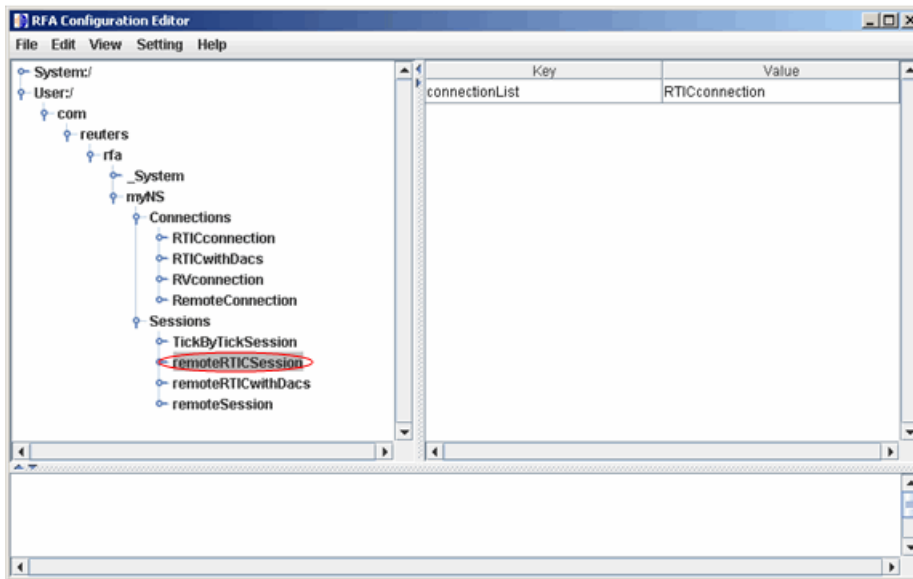 RFA Configuration Editor
File Edit View Setting Help
System:/
User:/
com
reuters
rfa
_System
myNS
Connections
RTICconnection
RTICwithDacs
RVconnection
RemoteConnection
Sessions
TickByTickSession
remoteRTICSession
remoteRTICwithDacs
remoteSession
Key Value
connectionList RTICconnection